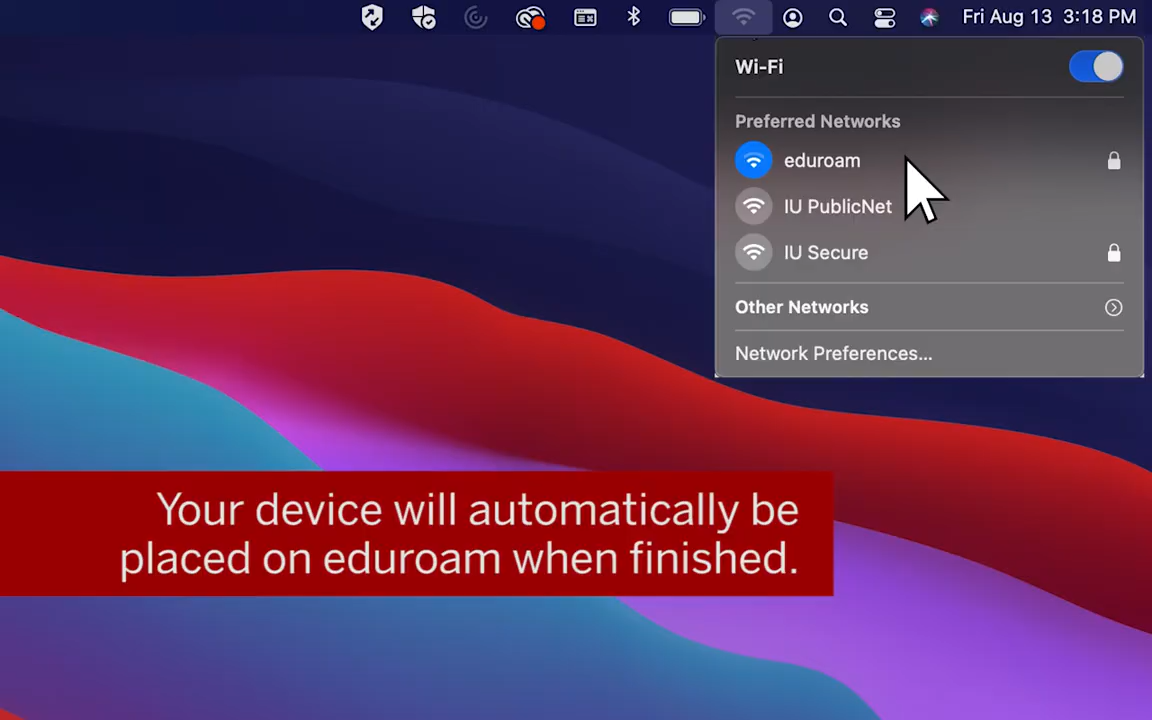 Fri Aug 13 3:18 PM
Wi-Fi
Preferred Networks
eduroam
IU PublicNet
IU Secure
Other Networks
Network Preferences...
Your device will automatically be
placed on eduroam when finished.